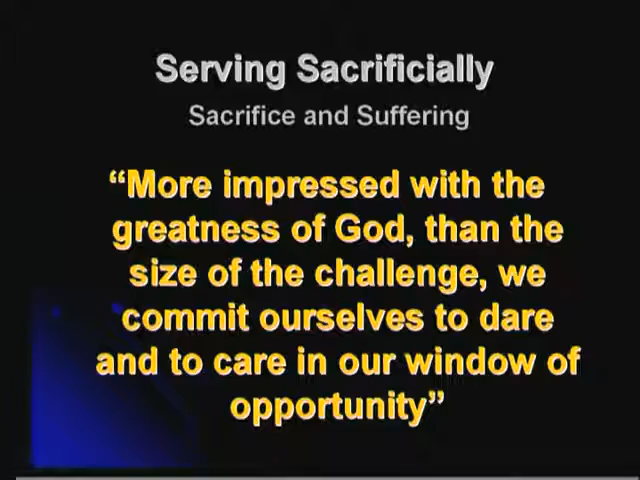 Serving Sacrificially
Sacrifice and Suffering
“More impressed with the
greatness of God, than the
size of the challenge, we
commit ourselves to dare
and to care in our window of
opportunity”